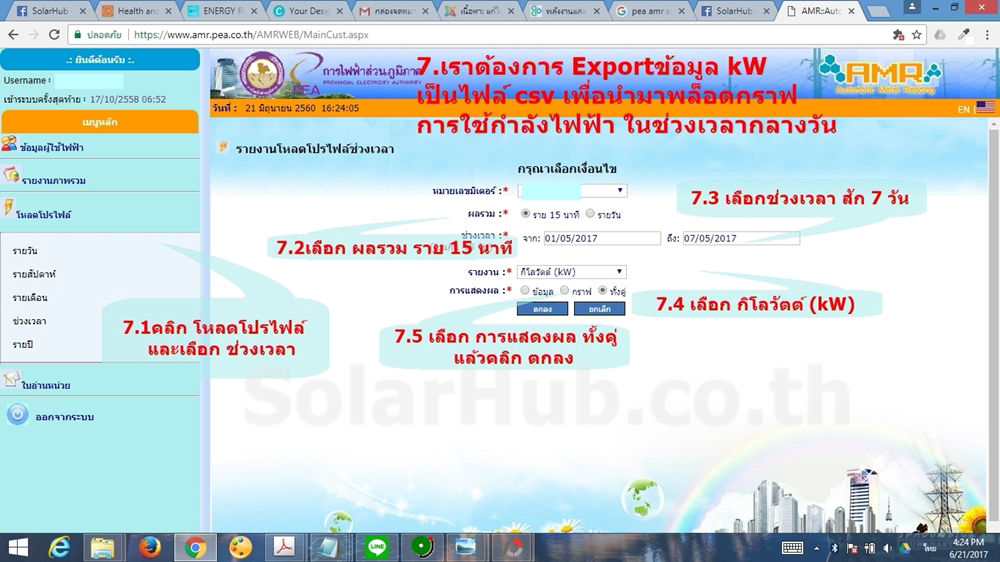 SolarHub
Health and
ENERGY R
Your Desi
กล่องจดหมา
เนื้อหา: แก้ไ
พลังงานแส
pea amr s
SolarHub
AMR::Auto
ปลอดภัย
https://www.amr.pea.co.th/AMRWEB/MainCust.aspx
.: ยินดีต้อนรับ :.
Username :
เข้าระบบครั้งสุดท้าย : 17/10/2558 06:52
เมนูหลัก
ข้อมูลผู้ใช้ไฟฟ้า
รายงานภาพรวม
โหลดโปรไฟล์
รายวัน
รายสัปดาห์
รายเดือน
ช่วงเวลา
รายปี
ใบอ่านหน่วย
ออกจากระบบ
การไฟฟ้าส่วนภูมิภาค
PROVINCIAL ELECTRICITY AUTHORITY
PEA
AMR
Automatic Meter Reading
วันที่ : 21 มิถุนายน 2560 16:24:05
EN
7.เราต้องการ Exportข้อมูล kW
เป็นไฟล์ csv เพื่อนำมาพล็อตกราฟ
การใช้กำลังไฟฟ้า ในช่วงเวลากลางวัน
รายงานโหลดโปรไฟล์ช่วงเวลา
กรุณาเลือกเงื่อนไข
หมายเลขมิเตอร์ :*
ผลรวม :* ราย 15 นาที รายวัน
ช่วงเวลา :* จาก: 01/05/2017 ถึง: 07/05/2017
รายงาน :* กิโลวัตต์ (kW)
การแสดงผล :* ข้อมูล กราฟ ทั้งคู่
ตกลง ยกเลิก
7.1คลิก โหลดโปรไฟล์
และเลือก ช่วงเวลา
7.2เลือก ผลรวม ราย 15 นาที
7.3 เลือกช่วงเวลา สัก 7 วัน
7.4 เลือก กิโลวัตต์ (kW)
7.5 เลือก การแสดงผล ทั้งคู่
แล้วคลิก ตกลง
SolarHub.co.th
ไทย
4:24 PM
6/21/2017